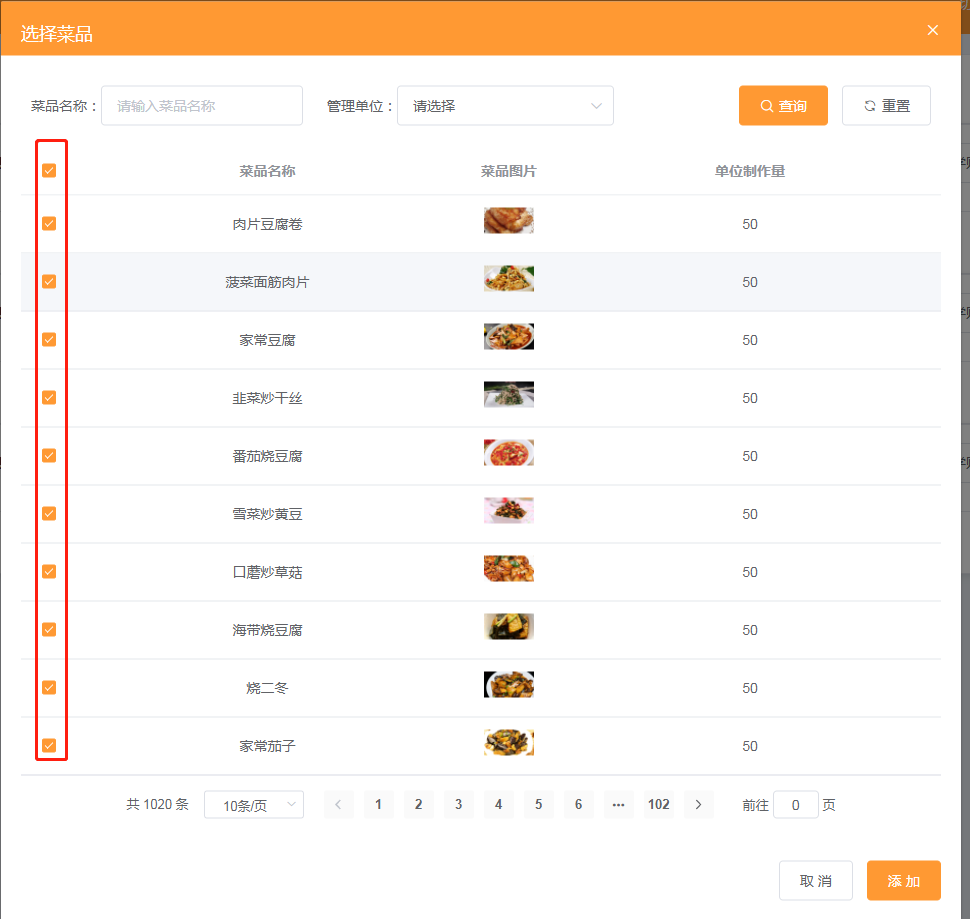 选择菜品
菜品名称： 请输入菜品名称 管理单位： 请选择 查询 重置
菜品名称 菜品图片 单位制作量
肉片豆腐卷 50
菠菜面筋肉片 50
家常豆腐 50
韭菜炒干丝 50
番茄烧豆腐 50
雪菜炒黄豆 50
口蘑炒草菇 50
海带烧豆腐 50
烧二冬 50
家常茄子 50
共 1020 条 10条/页 1 2 3 4 5 6 ••• 102 前往 0 页
取消 添加